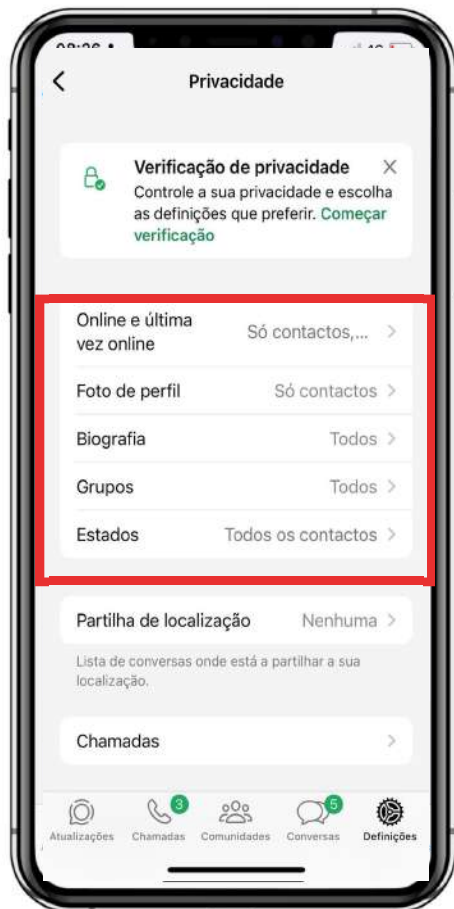 Privacidade
Verificação de privacidade
Controle a sua privacidade e escolha
as definições que preferir. Começar
verificação
Online e última
vez online
Só contactos,...
Foto de perfil
Só contactos
Biografia
Todos
Grupos
Todos
Estados
Todos os contactos
Partilha de localização
Nenhuma
Lista de conversas onde está a partilhar a sua
localização.
Chamadas
3
5
Atualizações
Chamadas
Comunidades
Conversas
Definições